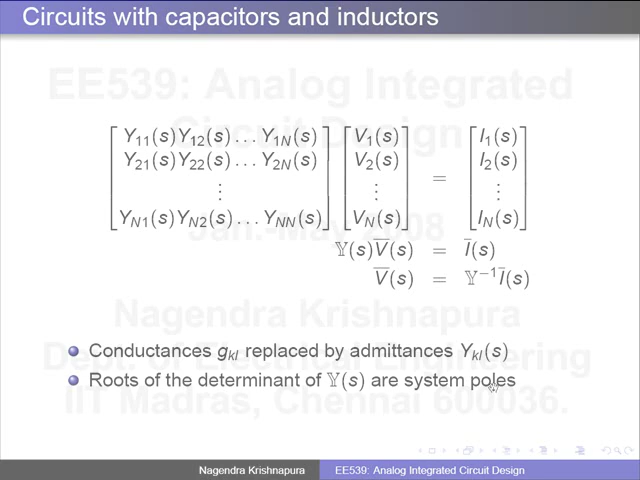 Circuits with capacitors and inductors
EE539: Analog Integrated
Circuit Design
Y11(s)Y12(s) . . . Y1N(s) V1(s) I1(s)
Y21(s)Y22(s) . . . Y2N(s) V2(s) = I2(s)
⋮ ⋮ ⋮
YN1(s)YN2(s) . . . YNN(s) VN(s) IN(s)
Jan.-May 2008
𝕐(s)V̅(s) = I̅(s)
V̅(s) = 𝕐⁻¹I̅(s)
Nagendra Krishnapura
Conductances gkl replaced by admittances Ykl(s)
Dept. of Electrical Engineering
Roots of the determinant of 𝕐(s) are system poles
IIT Madras, Chennai 600036.
Nagendra Krishnapura EE539: Analog Integrated Circuit Design